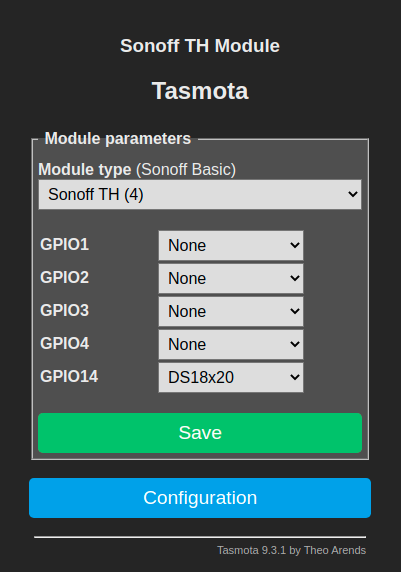 Sonoff TH Module
Tasmota
Module parameters
Module type (Sonoff Basic)
Sonoff TH (4)
GPIO1 None
GPIO2 None
GPIO3 None
GPIO4 None
GPIO14 DS18x20
Save
Configuration
Tasmota 9.3.1 by Theo Arends